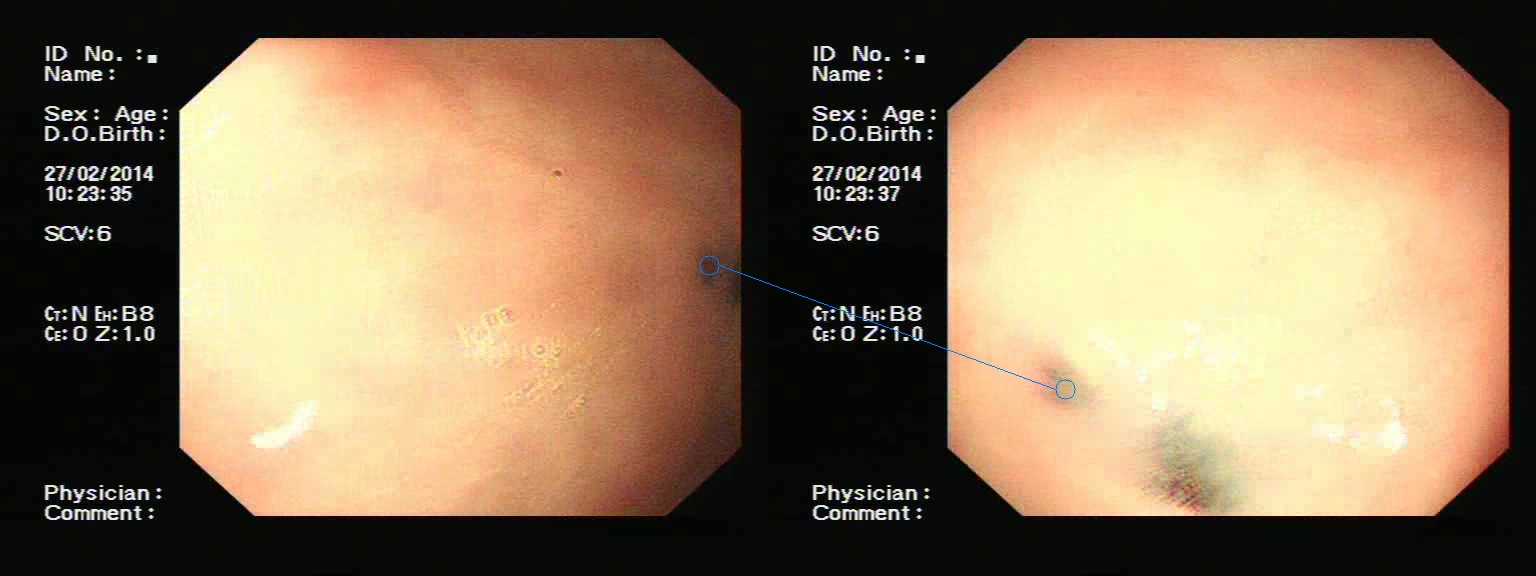 ID No. :
Name:
Sex: Age:
D.O.Birth:
27/02/2014
10:23:35
SCV:6
CT:N EH:B8
CE:0 Z:1.0
Physician:
Comment:
ID No. :
Name:
Sex: Age:
D.O.Birth:
27/02/2014
10:23:37
SCV:6
CT:N EH:B8
CE:0 Z:1.0
Physician:
Comment: